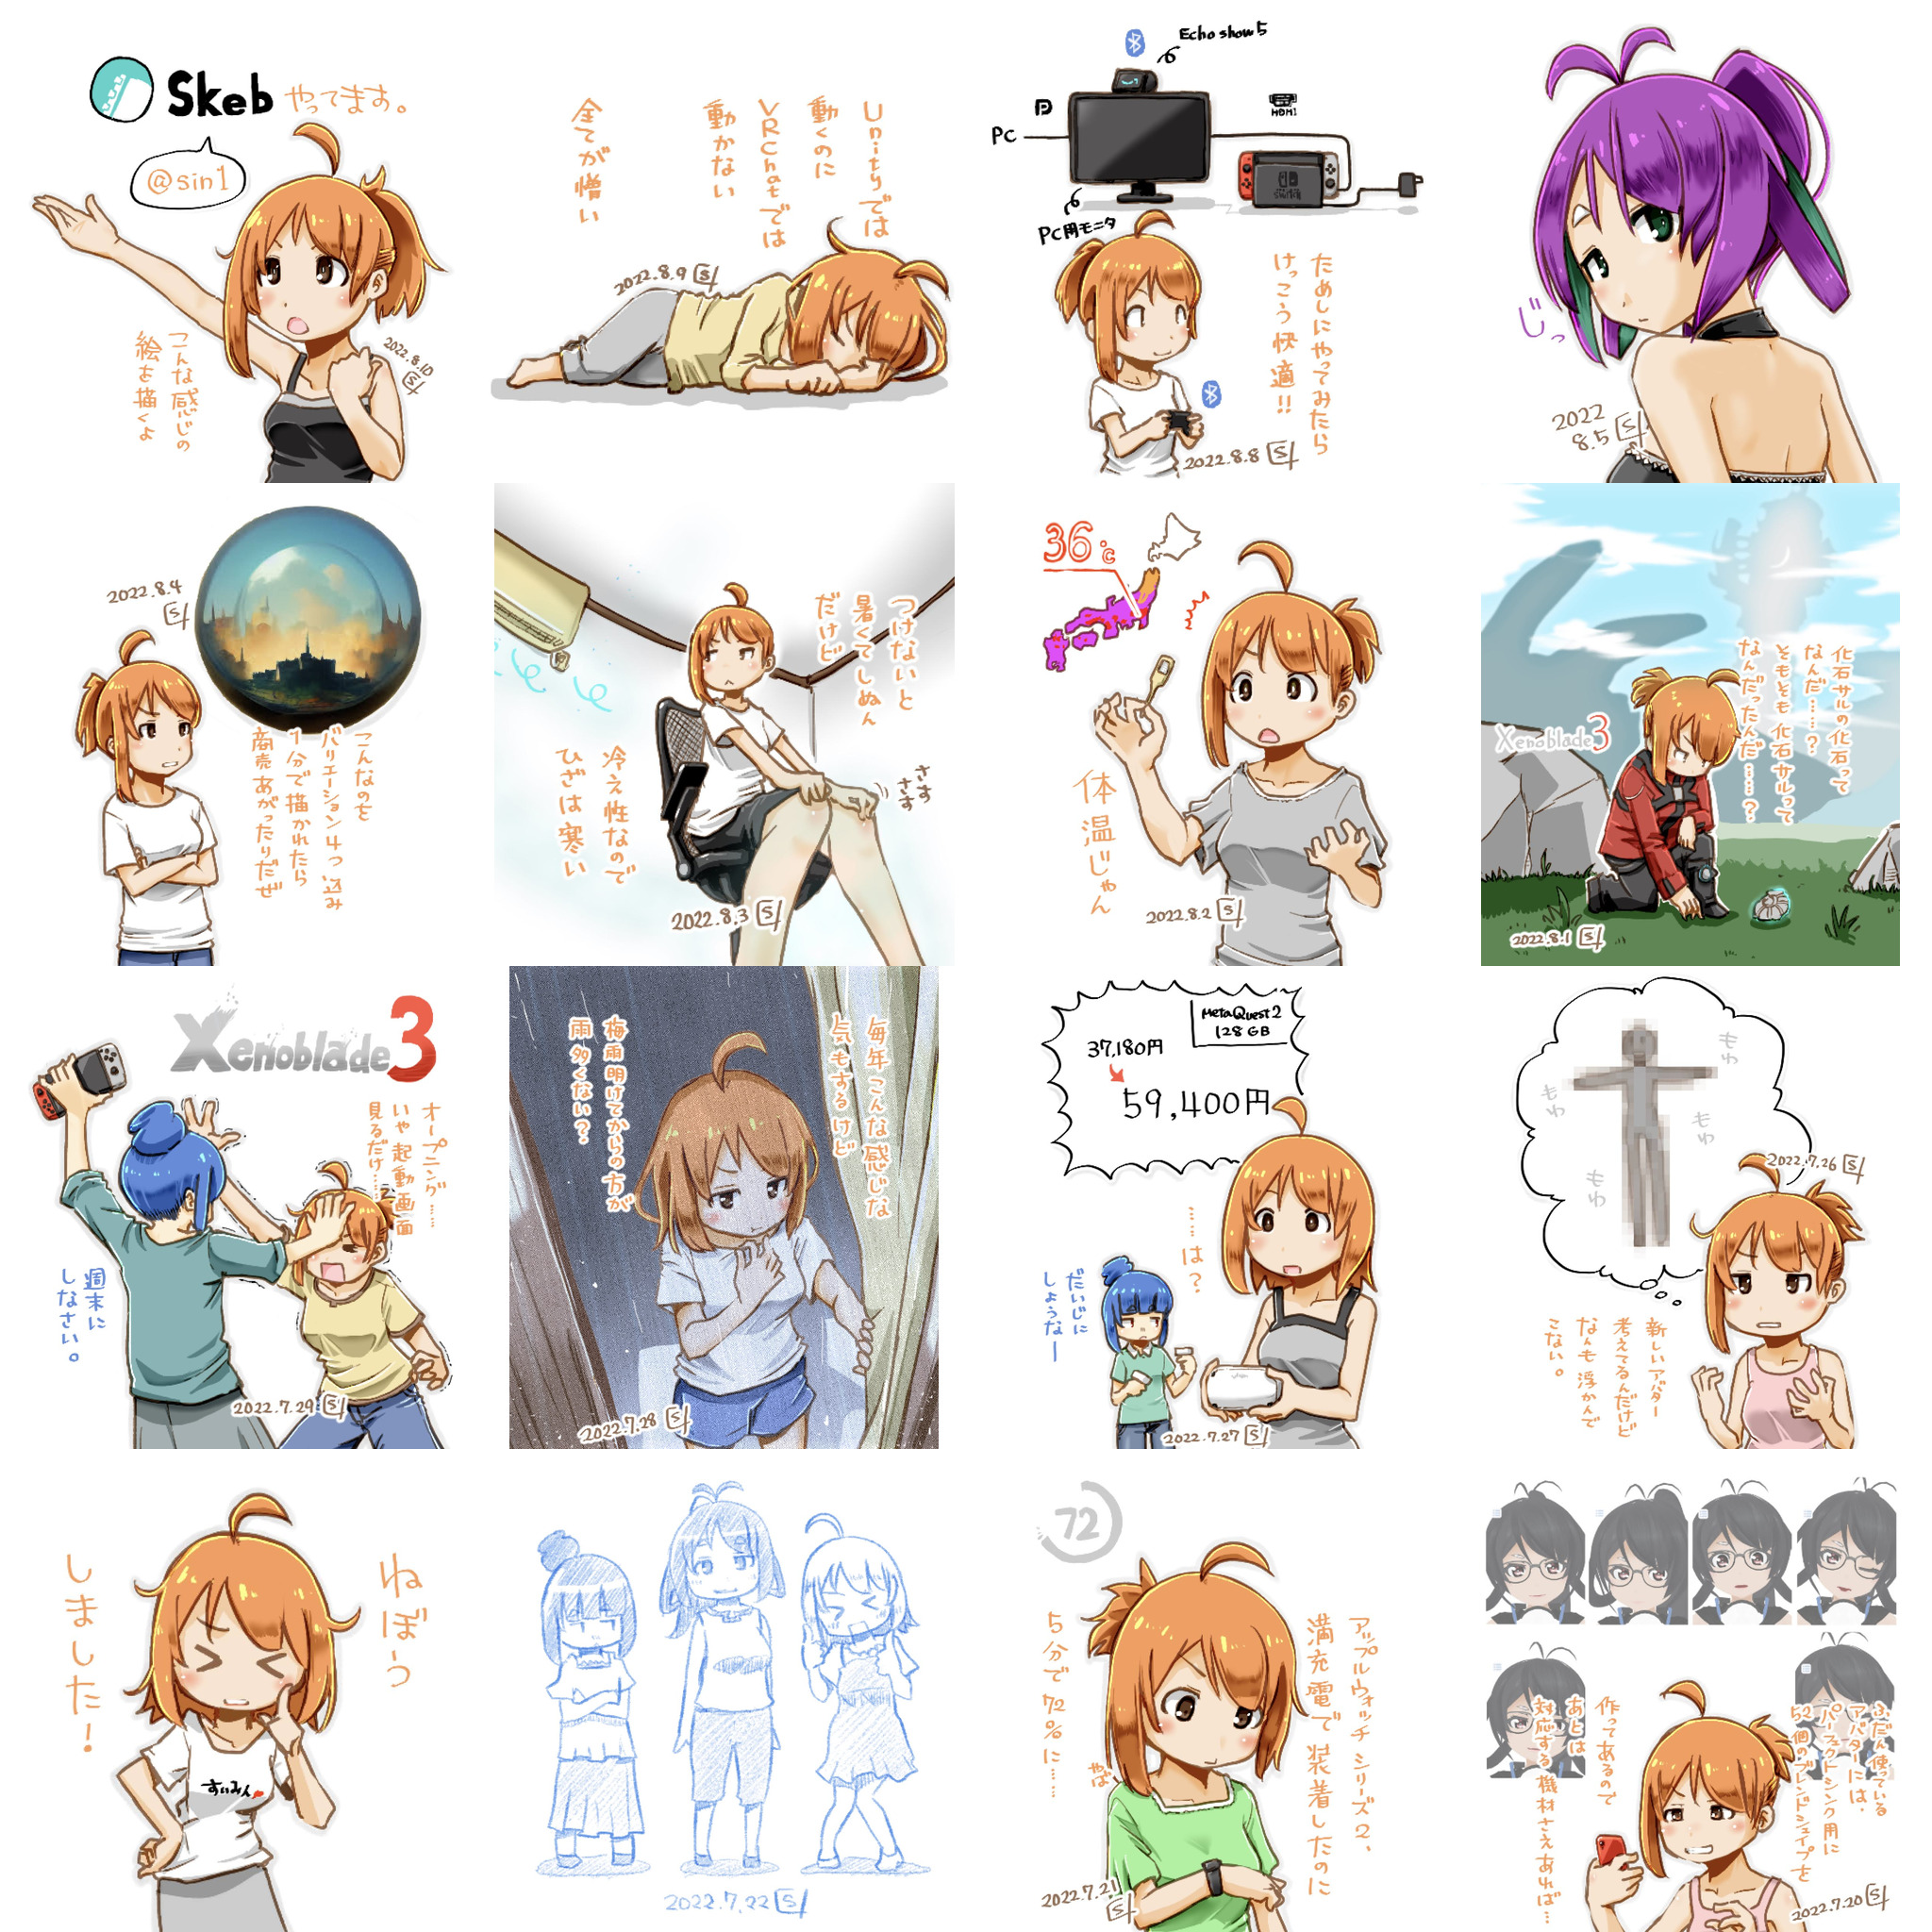 Skeb やってます。
@sin1
こんな感じの
絵を描くよ
2022.8.10
Unityでは
動くのに
VRChatでは
動かない
全てが憎い
2022.8.9
Echo show 5
PC
HDMI
PC用モニタ
ためしにやってみたら
けっこう快適!!
2022.8.8
じっ
2022
8.5
2022.8.4
こんなのを
バリエーション4つ込み
1分で描かれたら
商売あがったりだぜ
つけないと
暑くてしぬん
だけど
冷え性なので
ひざは寒い
さす
さす
2022.8.3
36℃
体温じゃん
2022.8.2
化石サルの化石って
なんだ……?
そもそも化石サルって
なんだったんだ……?
Xenoblade3
2022.8.1
Xenoblade3
オープニング……
いや起動画面
見るだけ……
週末に
しなさい。
2022.7.29
毎年こんな感じな
気もするけど
梅雨明けてからの方が
雨多くない?
2022.7.28
Meta Quest 2
128GB
37,180円
59,400円
……は?
だいじに
しような―
2022.7.27
もわ
もわ
もわ
もわ
2022.7.26
新しいアバター
考えてるんだけど
なんも浮かんで
こない。
ねぼう
しました!
すいみん
2022.7.22
72
アップルウォッチ シリーズ2、
満充電で装着したのに
5分で72%に……
やば
2022.7.21
ふだん使っている
アバターには、
パーフェクトシンク用に
52個のブレンドシェイプを
作ってあるので
あとは
対応する機材さえあれば…
2022.7.20